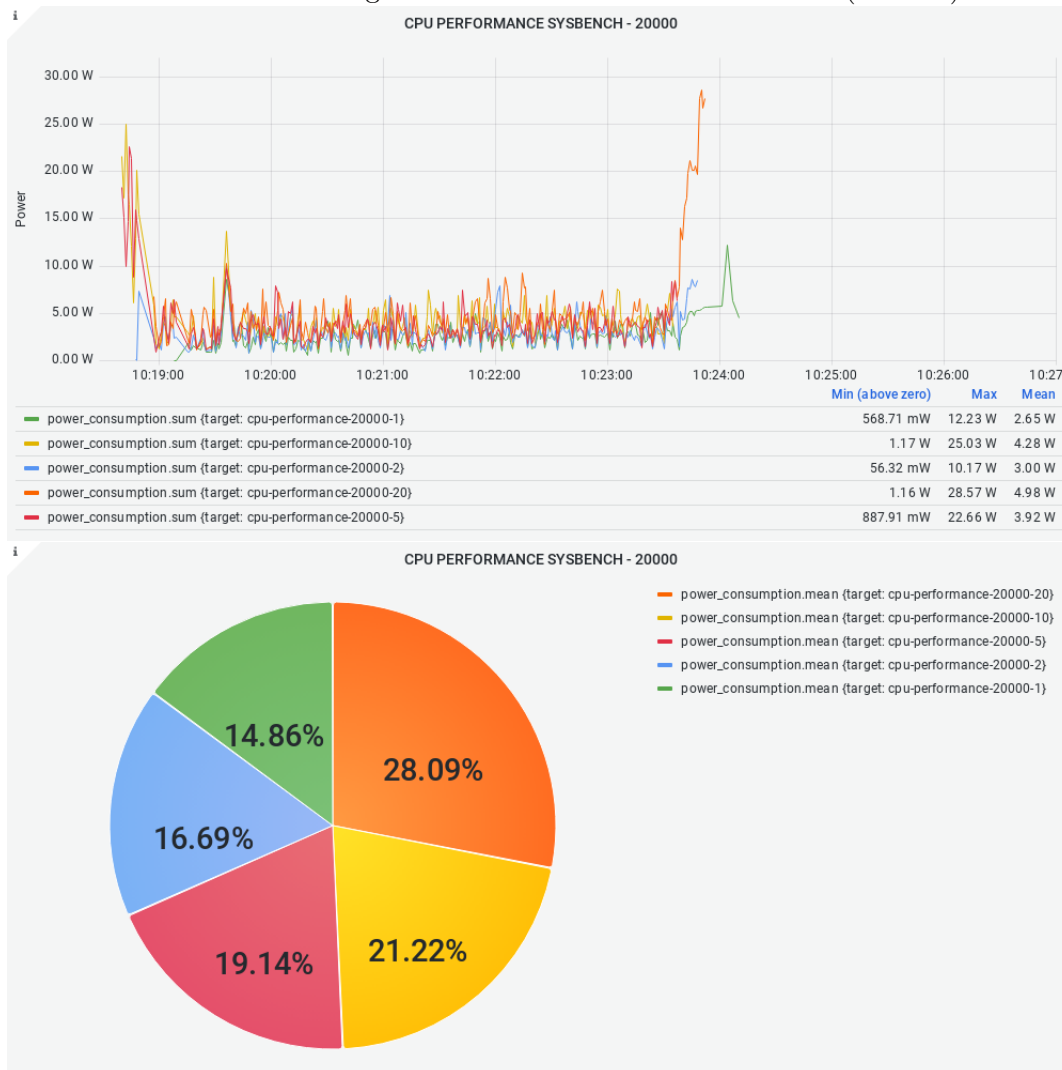 i
CPU PERFORMANCE SYSBENCH - 20000
Power
30.00 W
25.00 W
20.00 W
15.00 W
10.00 W
5.00 W
0.00 W
10:19:00 10:20:00 10:21:00 10:22:00 10:23:00 10:24:00 10:25:00 10:26:00 10:27
Min (above zero) Max Mean
power_consumption.sum {target: cpu-performance-20000-1} 568.71 mW 12.23 W 2.65 W
power_consumption.sum {target: cpu-performance-20000-10} 1.17 W 25.03 W 4.28 W
power_consumption.sum {target: cpu-performance-20000-2} 56.32 mW 10.17 W 3.00 W
power_consumption.sum {target: cpu-performance-20000-20} 1.16 W 28.57 W 4.98 W
power_consumption.sum {target: cpu-performance-20000-5} 887.91 mW 22.66 W 3.92 W
i
CPU PERFORMANCE SYSBENCH - 20000
power_consumption.mean {target: cpu-performance-20000-20}
power_consumption.mean {target: cpu-performance-20000-10}
power_consumption.mean {target: cpu-performance-20000-5}
power_consumption.mean {target: cpu-performance-20000-2}
power_consumption.mean {target: cpu-performance-20000-1}
14.86%
28.09%
16.69%
21.22%
19.14%